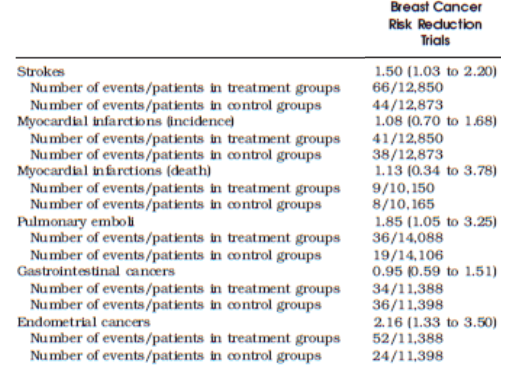 Breast Cancer
Risk Reduction
Trials
Strokes 1.50 (1.03 to 2.20)
Number of events/patients in treatment groups 66/12,850
Number of events/patients in control groups 44/12,873
Myocardial infarctions (incidence) 1.08 (0.70 to 1.68)
Number of events/patients in treatment groups 41/12,850
Number of events/patients in control groups 38/12,873
Myocardial infarctions (death) 1.13 (0.34 to 3.78)
Number of events/patients in treatment groups 9/10,150
Number of events/patients in control groups 8/10,165
Pulmonary emboli 1.85 (1.05 to 3.25)
Number of events/patients in treatment groups 36/14,088
Number of events/patients in control groups 19/14,106
Gastrointestinal cancers 0.95 (0.59 to 1.51)
Number of events/patients in treatment groups 34/11,388
Number of events/patients in control groups 36/11,398
Endometrial cancers 2.16 (1.33 to 3.50)
Number of events/patients in treatment groups 52/11,388
Number of events/patients in control groups 24/11,398